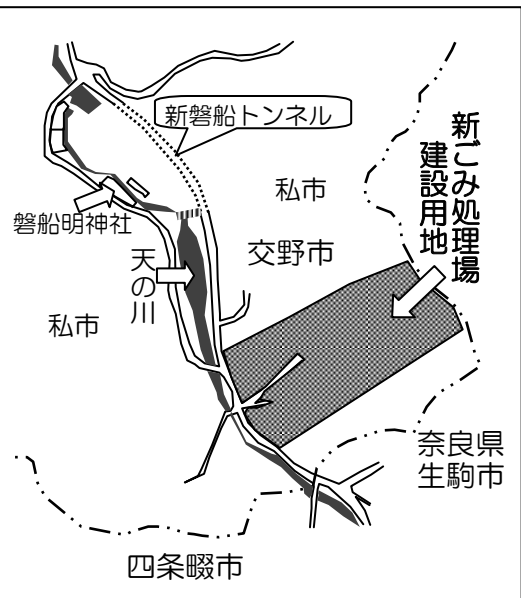 新磐船トンネル
私市
新ごみ処理場
建設用地
磐船明神社
交野市
天の川
私市
奈良県
生駒市
四条畷市